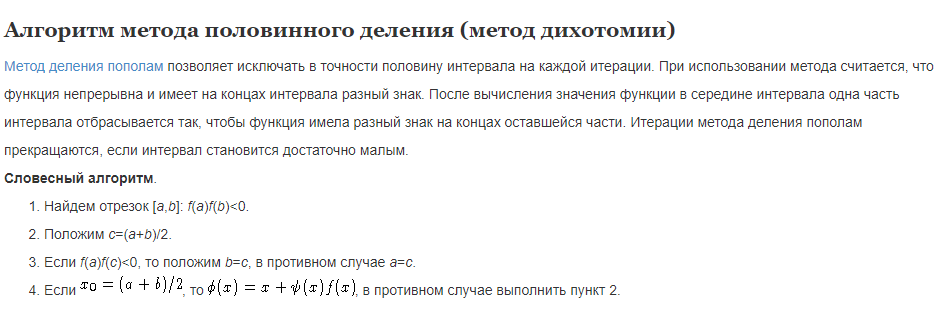 Алгоритм метода половинного деления (метод дихотомии)
Метод деления пополам позволяет исключать в точности половину интервала на каждой итерации. При использовании метода считается, что
функция непрерывна и имеет на концах интервала разный знак. После вычисления значения функции в середине интервала одна часть
интервала отбрасывается так, чтобы функция имела разный знак на концах оставшейся части. Итерации метода деления пополам
прекращаются, если интервал становится достаточно малым.
Словесный алгоритм.
1. Найдем отрезок [a,b]: f(a)f(b)<0.
2. Положим c=(a+b)/2.
3. Если f(a)f(c)<0, то положим b=c, в противном случае a=c.
4. Если x₀ = (a + b)/2, то ϕ(x) = x + ψ(x)f(x), в противном случае выполнить пункт 2.